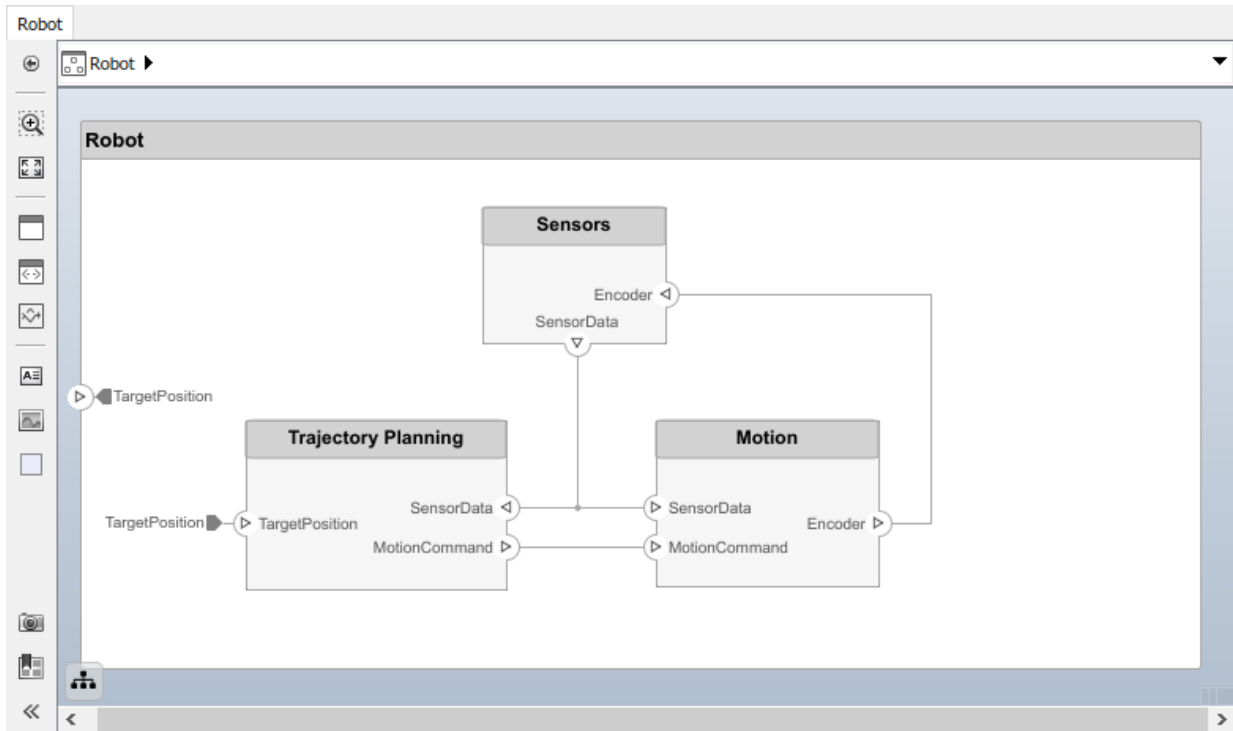 Robot
Robot
Robot
Sensors
Encoder
SensorData
TargetPosition
Trajectory Planning
Motion
SensorData
SensorData
TargetPosition
TargetPosition
Encoder
MotionCommand
MotionCommand